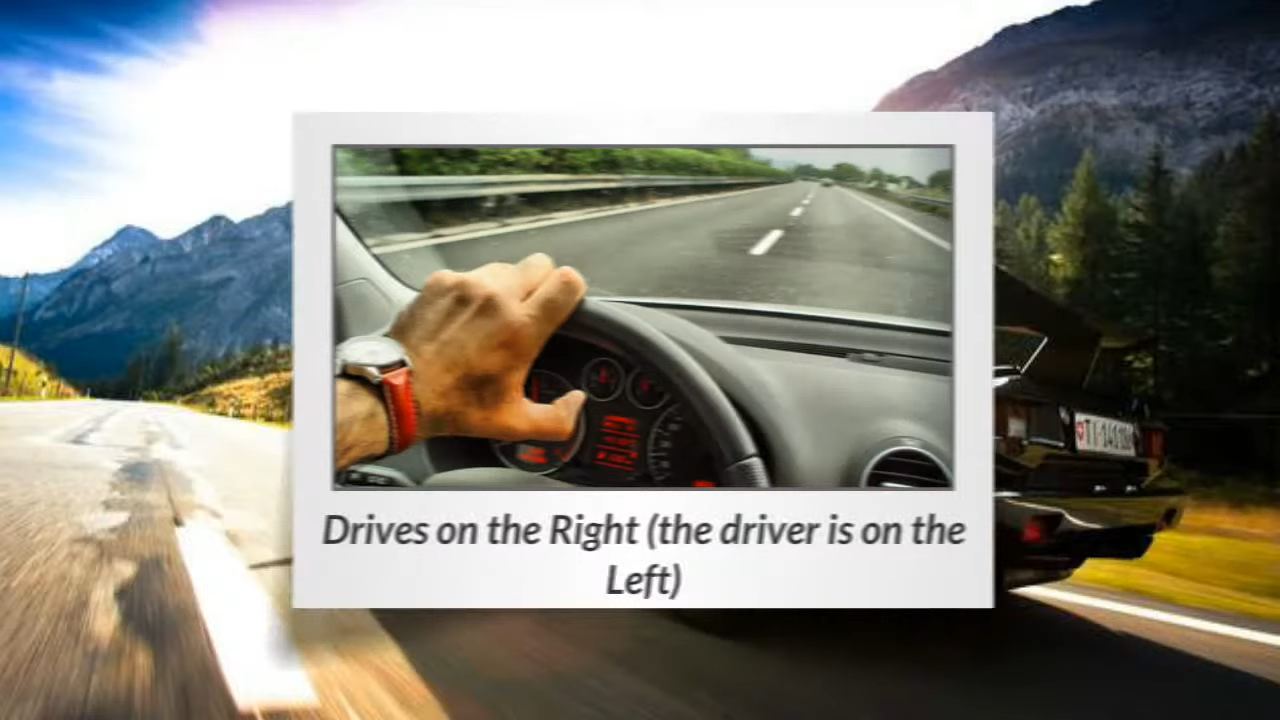 Drives on the Right (the driver is on the
Left)